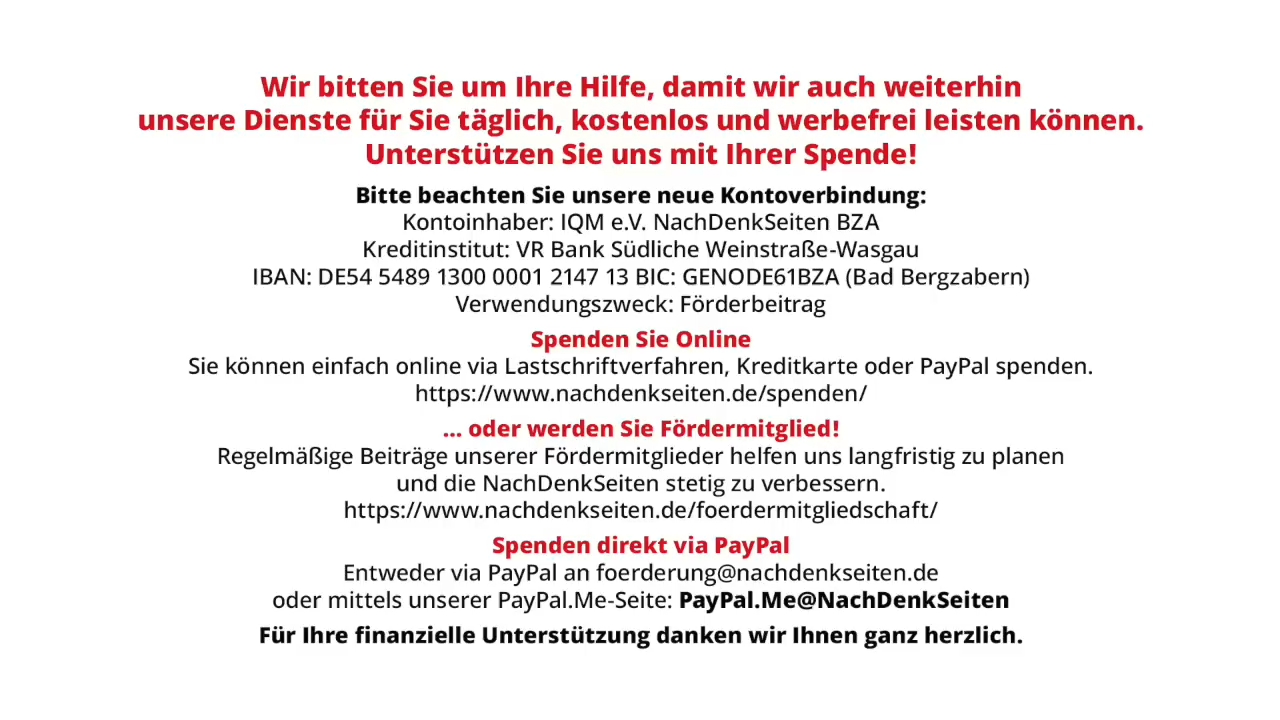 Wir bitten Sie um Ihre Hilfe, damit wir auch weiterhin
unsere Dienste für Sie täglich, kostenlos und werbefrei leisten können.
Unterstützen Sie uns mit Ihrer Spende!
Bitte beachten Sie unsere neue Kontoverbindung:
Kontoinhaber: IQM e.V. NachDenkSeiten BZA
Kreditinstitut: VR Bank Südliche Weinstraße-Wasgau
IBAN: DE54 5489 1300 0001 2147 13 BIC: GENODE61BZA (Bad Bergzabern)
Verwendungszweck: Förderbeitrag
Spenden Sie Online
Sie können einfach online via Lastschriftverfahren, Kreditkarte oder PayPal spenden.
https://www.nachdenkseiten.de/spenden/
... oder werden Sie Fördermitglied!
Regelmäßige Beiträge unserer Fördermitglieder helfen uns langfristig zu planen
und die NachDenkSeiten stetig zu verbessern.
https://www.nachdenkseiten.de/foerdermitgliedschaft/
Spenden direkt via PayPal
Entweder via PayPal an foerderung@nachdenkseiten.de
oder mittels unserer PayPal.Me-Seite: PayPal.Me@NachDenkSeiten
Für Ihre finanzielle Unterstützung danken wir Ihnen ganz herzlich.